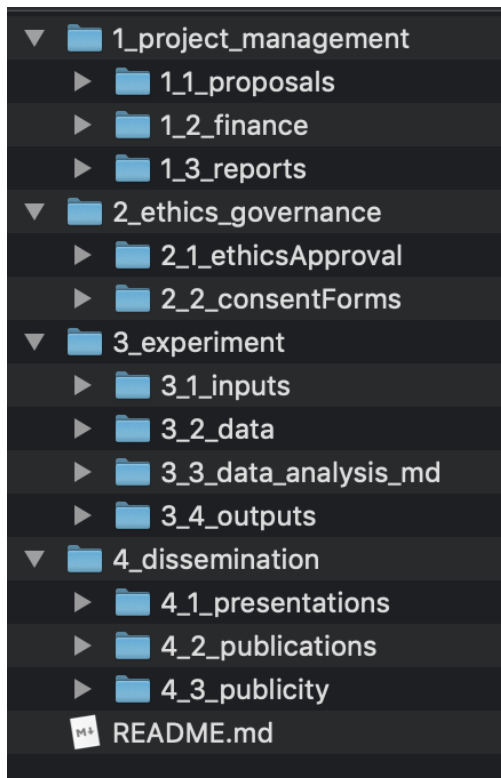 1_project_management
1_1_proposals
1_2_finance
1_3_reports
2_ethics_governance
2_1_ethicsApproval
2_2_consentForms
3_experiment
3_1_inputs
3_2_data
3_3_data_analysis_md
3_4_outputs
4_dissemination
4_1_presentations
4_2_publications
4_3_publicity
M↓ README.md